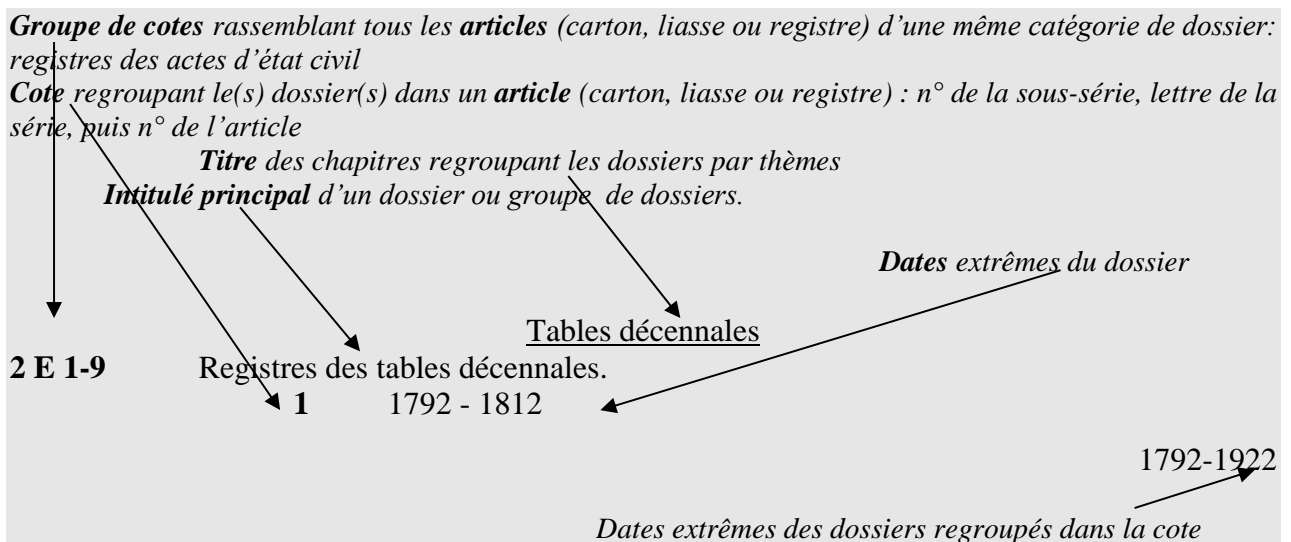 Groupe de cotes rassemblant tous les articles (carton, liasse ou registre) d’une même catégorie de dossier:
registres des actes d’état civil
Cote regroupant le(s) dossier(s) dans un article (carton, liasse ou registre) : n° de la sous-série, lettre de la
série, puis n° de l’article
Titre des chapitres regroupant les dossiers par thèmes
Intitulé principal d’un dossier ou groupe de dossiers.
Dates extrêmes du dossier
Tables décennales
2 E 1-9 Registres des tables décennales.
1 1792 - 1812
1792-1922
Dates extrêmes des dossiers regroupés dans la cote